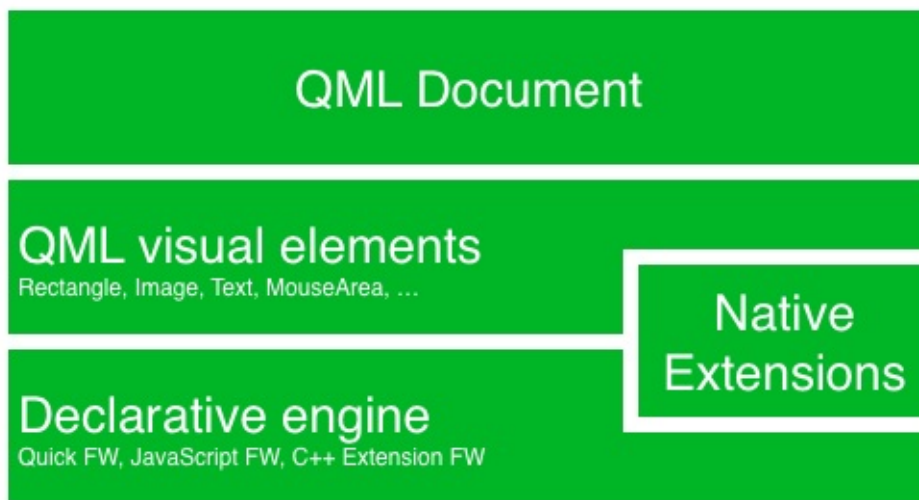 QML Document
QML visual elements
Rectangle, Image, Text, MouseArea, ...
Native
Extensions
Declarative engine
Quick FW, JavaScript FW, C++ Extension FW